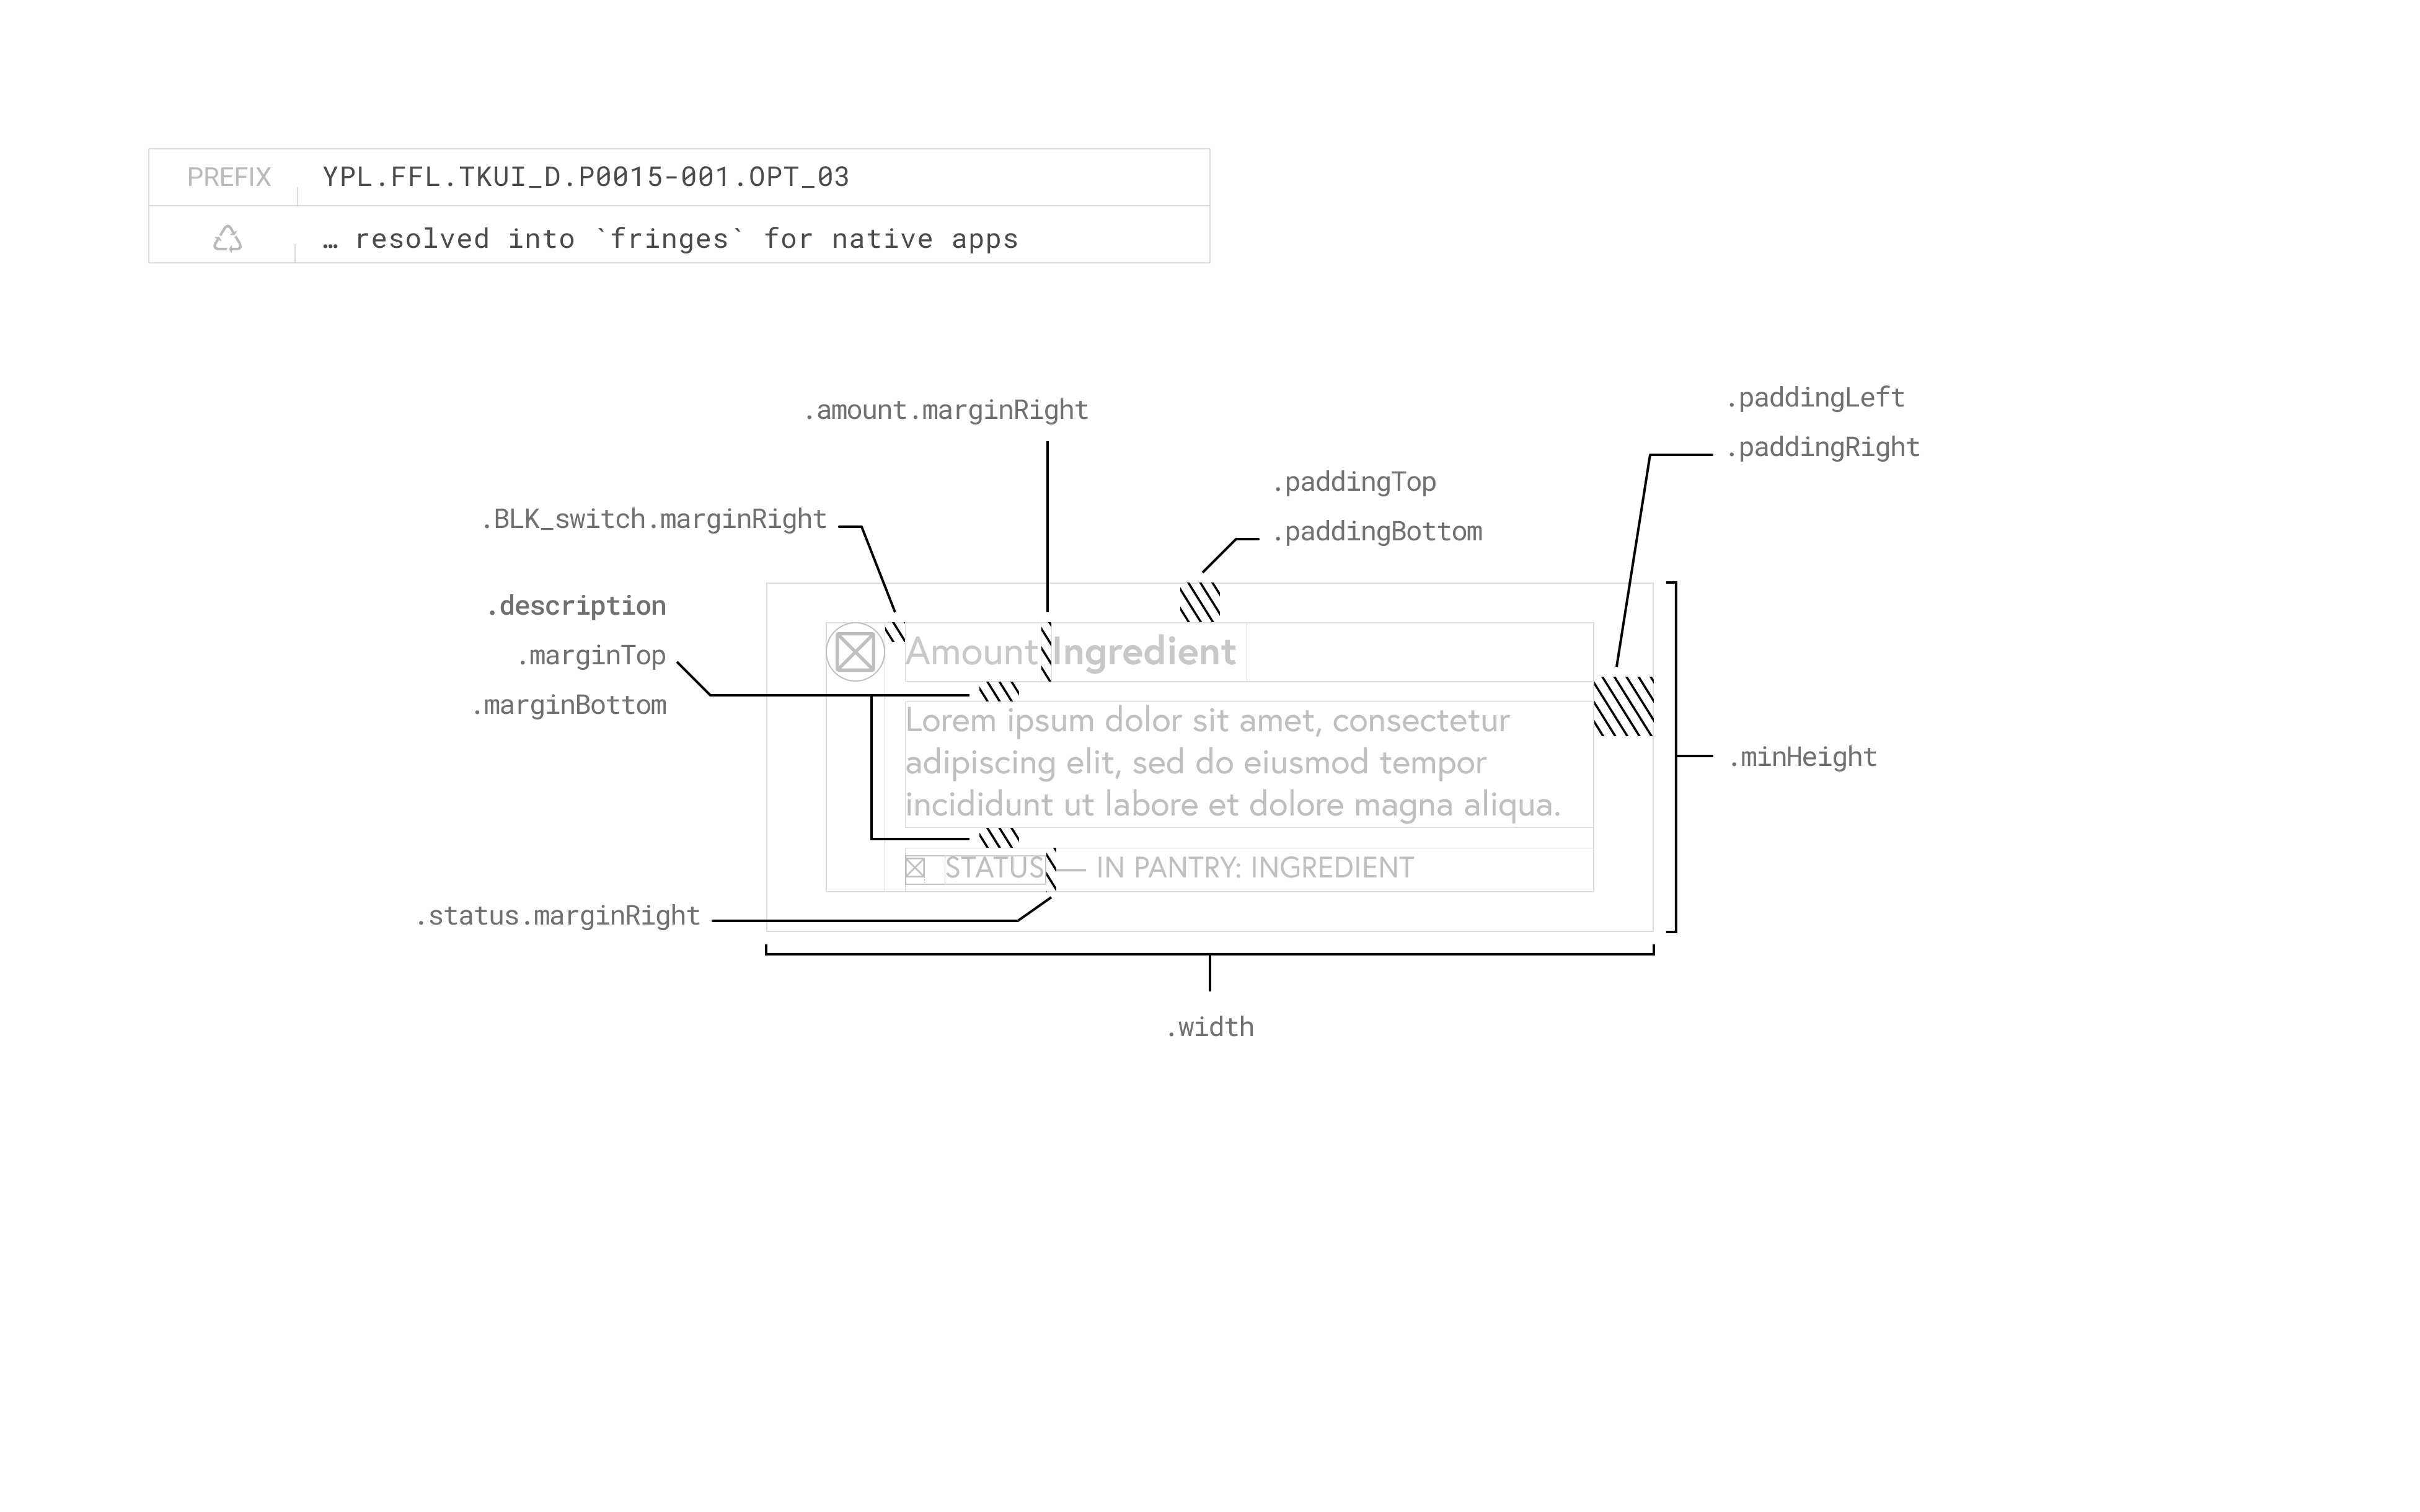 PREFIX YPL.FFL.TKUI_D.P0015-001.OPT_03
… resolved into `fringes` for native apps
.amount.marginRight
.paddingLeft
.paddingRight
.paddingTop
.paddingBottom
.BLK_switch.marginRight
.description
.marginTop
.marginBottom
Amount Ingredient
Lorem ipsum dolor sit amet, consectetur
adipiscing elit, sed do eiusmod tempor
incididunt ut labore et dolore magna aliqua.
STATUS — IN PANTRY: INGREDIENT
.minHeight
.status.marginRight
.width